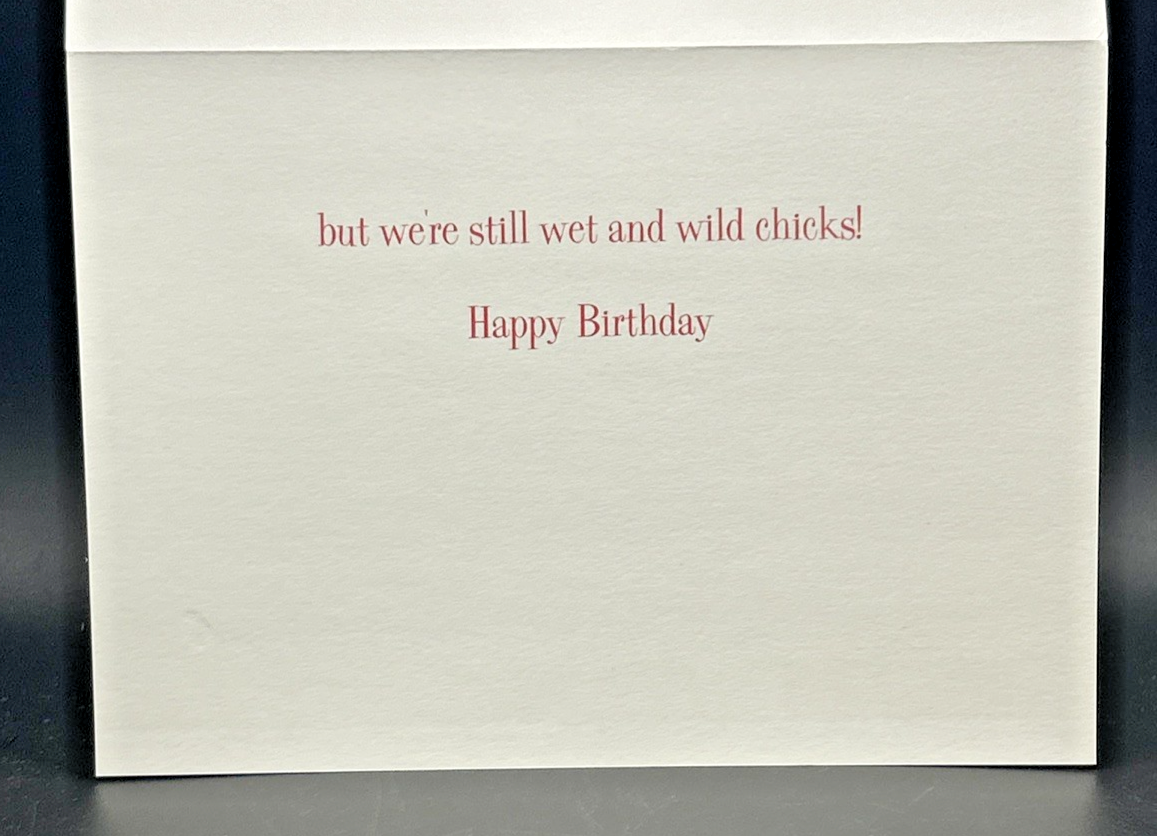 but we're still wet and wild chicks!
Happy Birthday